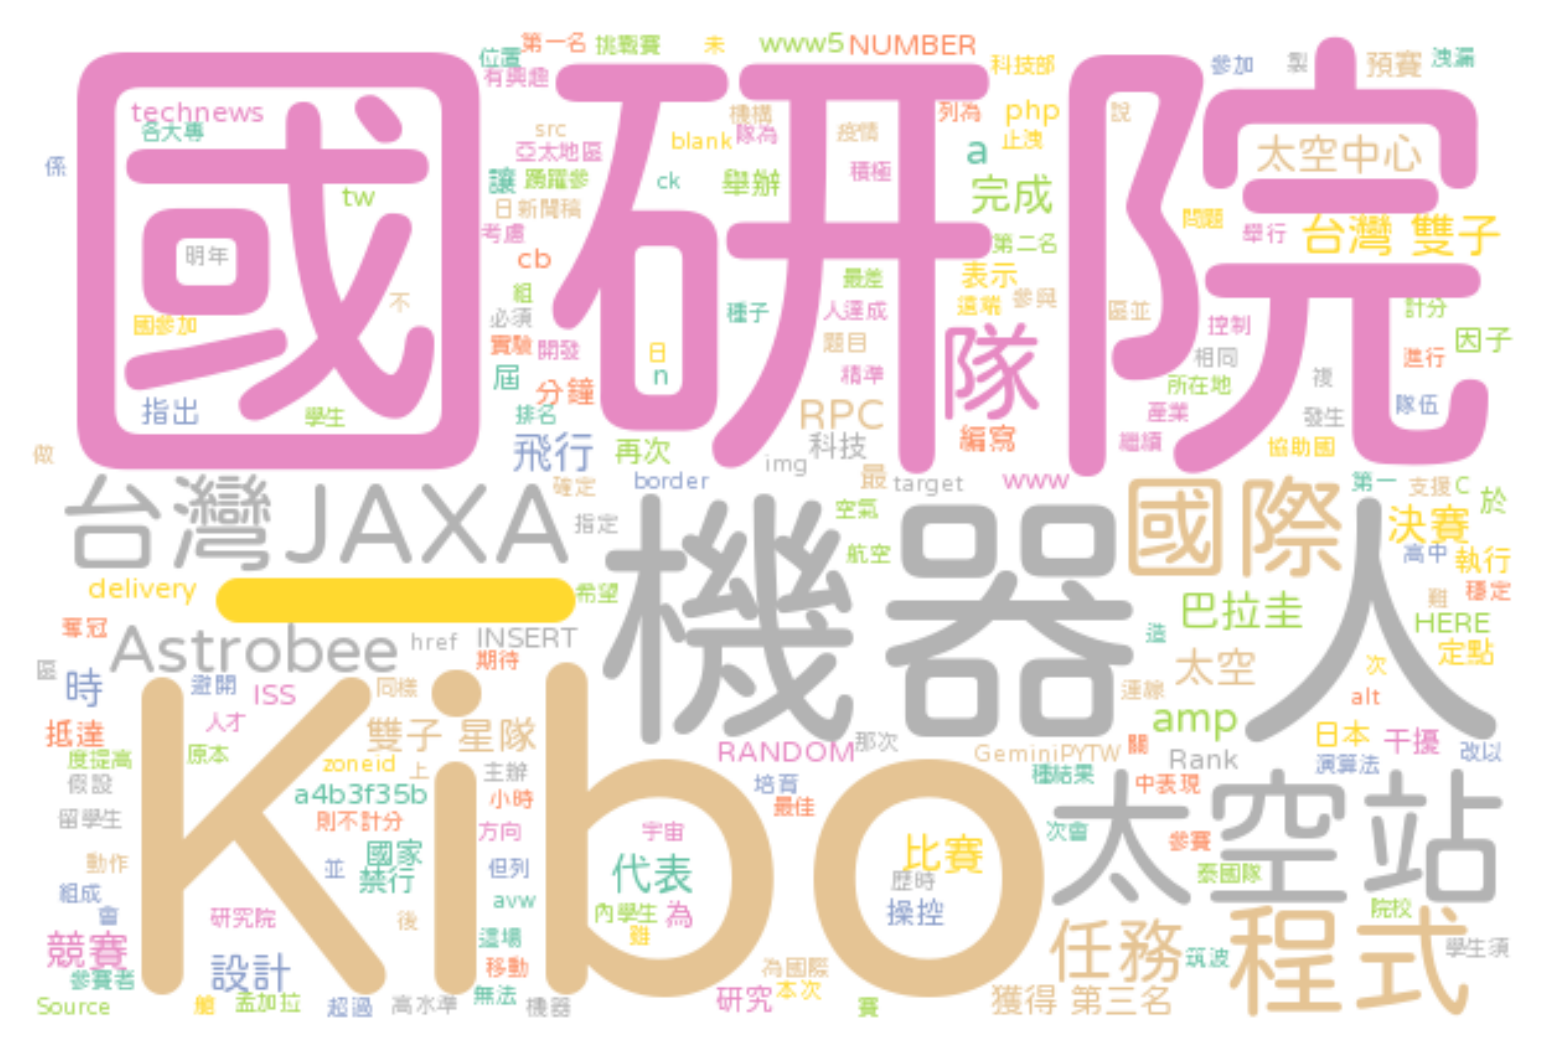 位置 第一名 挑戰賽 未 www5 NUMBER
有興趣 科技部 參加 製 預賽 洩漏
國研院
technews 各大專 src 機構 隊為 疫情 列為 php 說
係 亞太地區 blank 止洩 a 太空中心
tw 讓 踴躍參 ck 舉辦 積極 完成
日新聞稿 問題 舉行 台灣 雙子
考慮 第二名
明年 cb 最差 表示
組 遠端 參與
不 必須 種子 人達成 區並 控制 計分
國參加 實驗 開發 題目 隊 相同 因子 進行
日 n 屆 精準 所在地 複
指出 學生 分鐘 排名 RPC 產業 發生 隊伍
做 飛行 再次 科技 編寫 繼續 協助國
img 最 target www
確定 border 第一 支援 C 於
台灣 JAXA 指定 空氣 國際 決賽
機器人
航空 高中 執行
delivery 希望 難 穩定
奪冠 Astrobee href INSERT 造 巴拉圭 HERE
區 期待 太空 次 定點
時 避開 ISS 同樣 運線 alt
抵達 人才 雙子 星隊 RANDOM 那次 GeminiPYTW 關 amp 日本 干擾
度提高 原本 zoneid 上 主辦 種結果 Rank 演算法 改以
假設 a4b3f35b 小時 培育 中表現
Kibo
留學生 則不計分 方向 宇宙 最佳 次會 太空站
動作 並 國家 但列 代表 比賽 參賽
禁行 歷時 泰國隊
組成 avw 操控
會 研究院 後 內學生 為 院校
競賽 這場 雖 任務 程式 學生須
參賽者 設計 移動 為國際 筑波
Source 艙 孟加拉 超過 高水準 無法 機器 研究 本次 賽 獲得 第三名